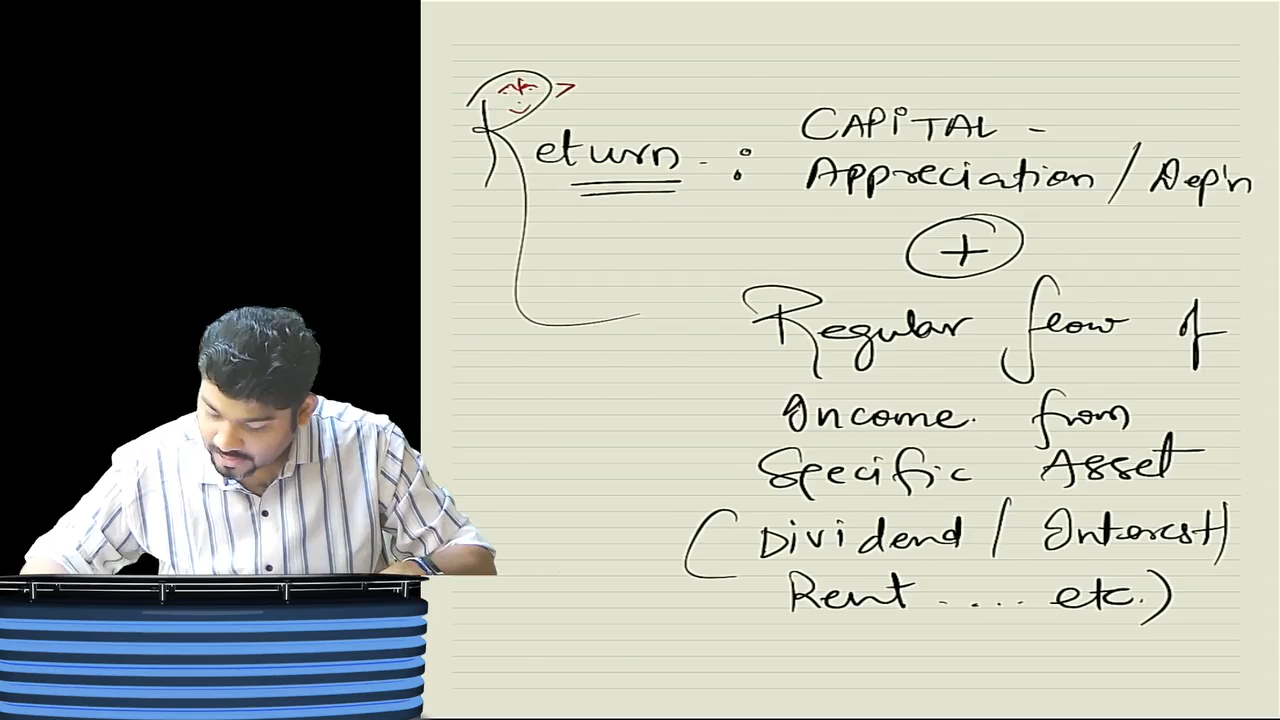 Return : CAPITAL -
Appreciation / Dep'n
+
Regular flow of
Income from
Specific Asset
(Dividend / Interest /
Rent .... etc.)